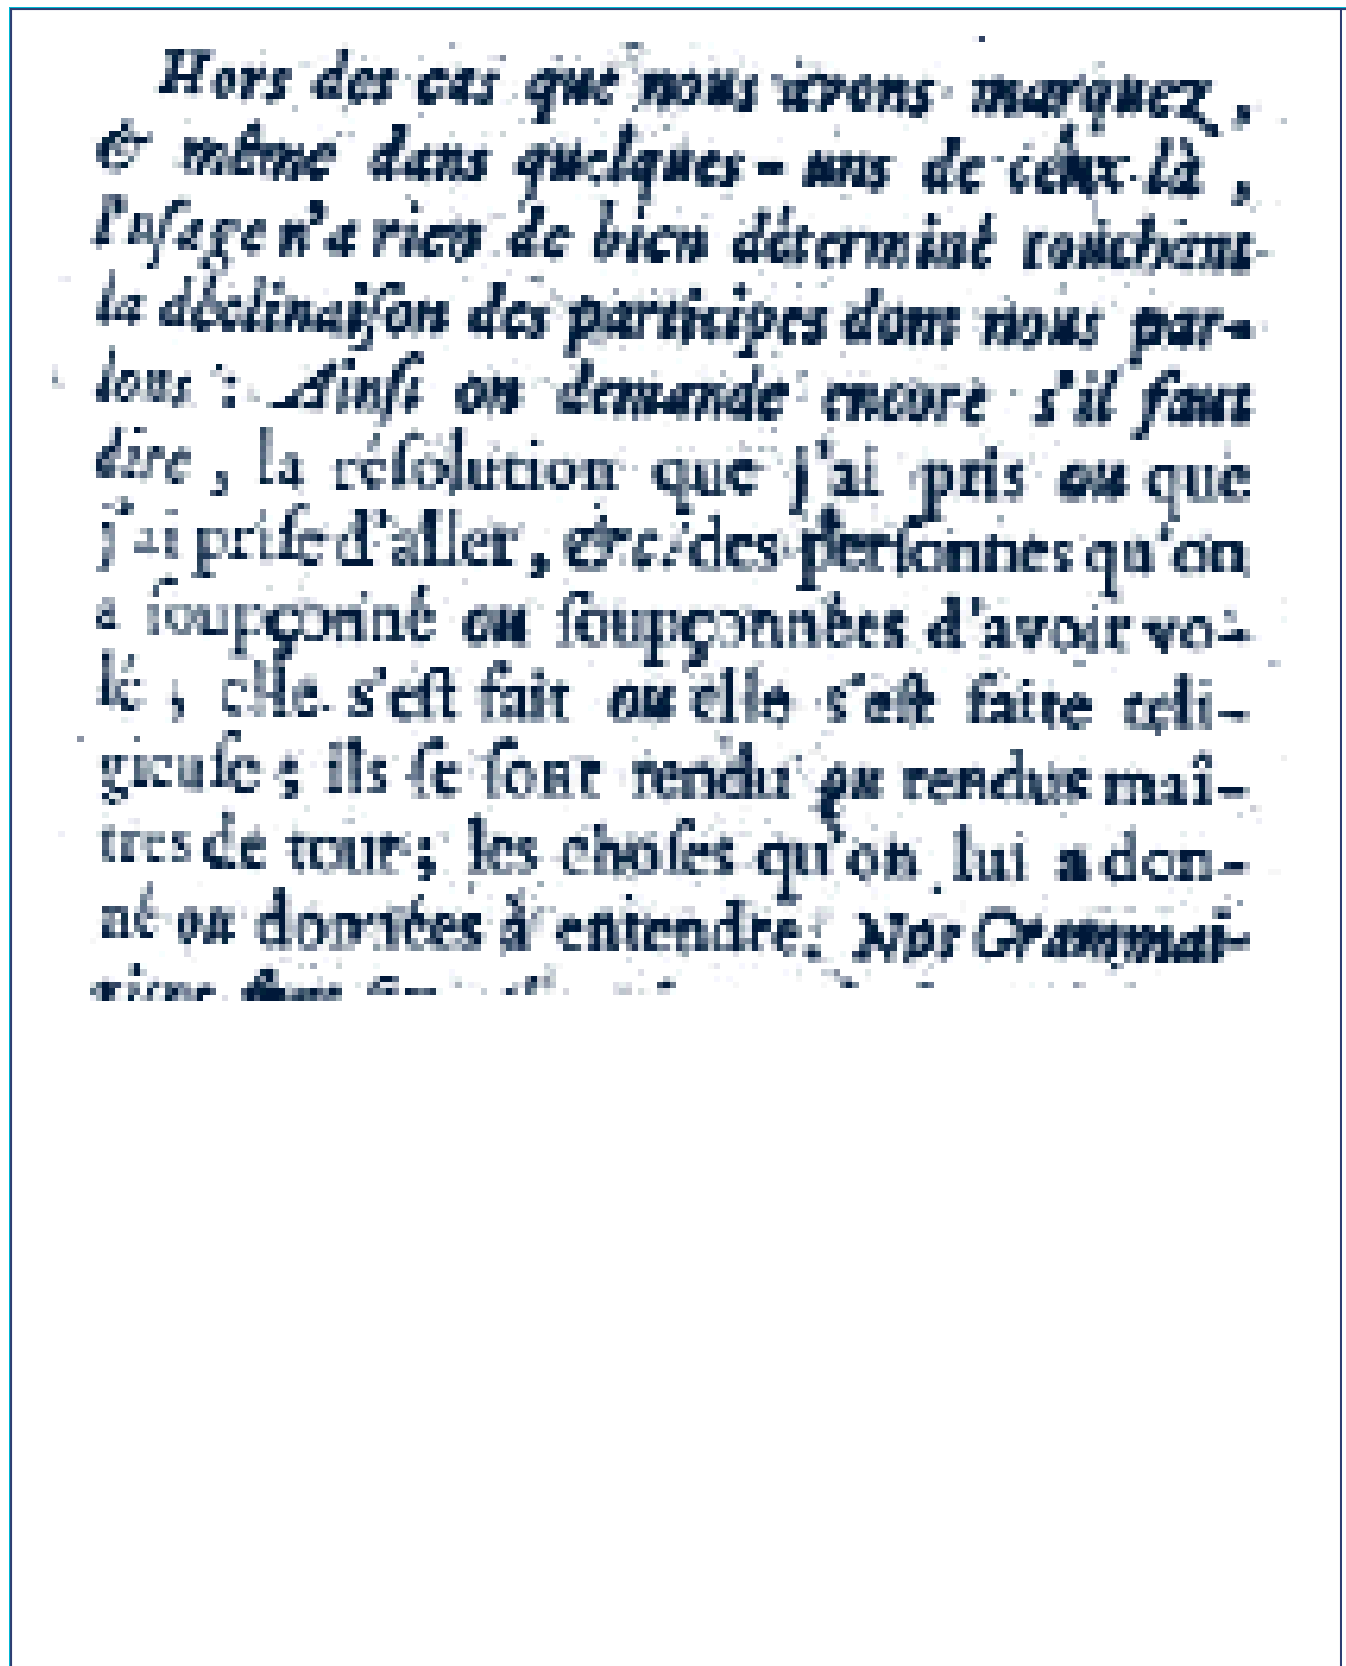 Hors des cas que nous avons marquez,
& même dans quelques-uns de ceux-là,
l'uſage n'a rien de bien déterminé touchant
la déclinaiſon des participes dont nous par-
lons : Ainſi on demande encore s'il faut
dire, la réſolution que j'ai pris ou que
j'ai priſe d'aller, &c. des perſonnes qu'on
a ſoupçonné ou ſoupçonnées d'avoir vo-
lé ; elle s'eſt fait ou elle s'eſt faite reli-
gieuſe ; ils ſe ſont rendu ou rendus maî-
tres de tout ; les choſes qu'on lui a don-
né ou données à entendre. Nos Grammai-